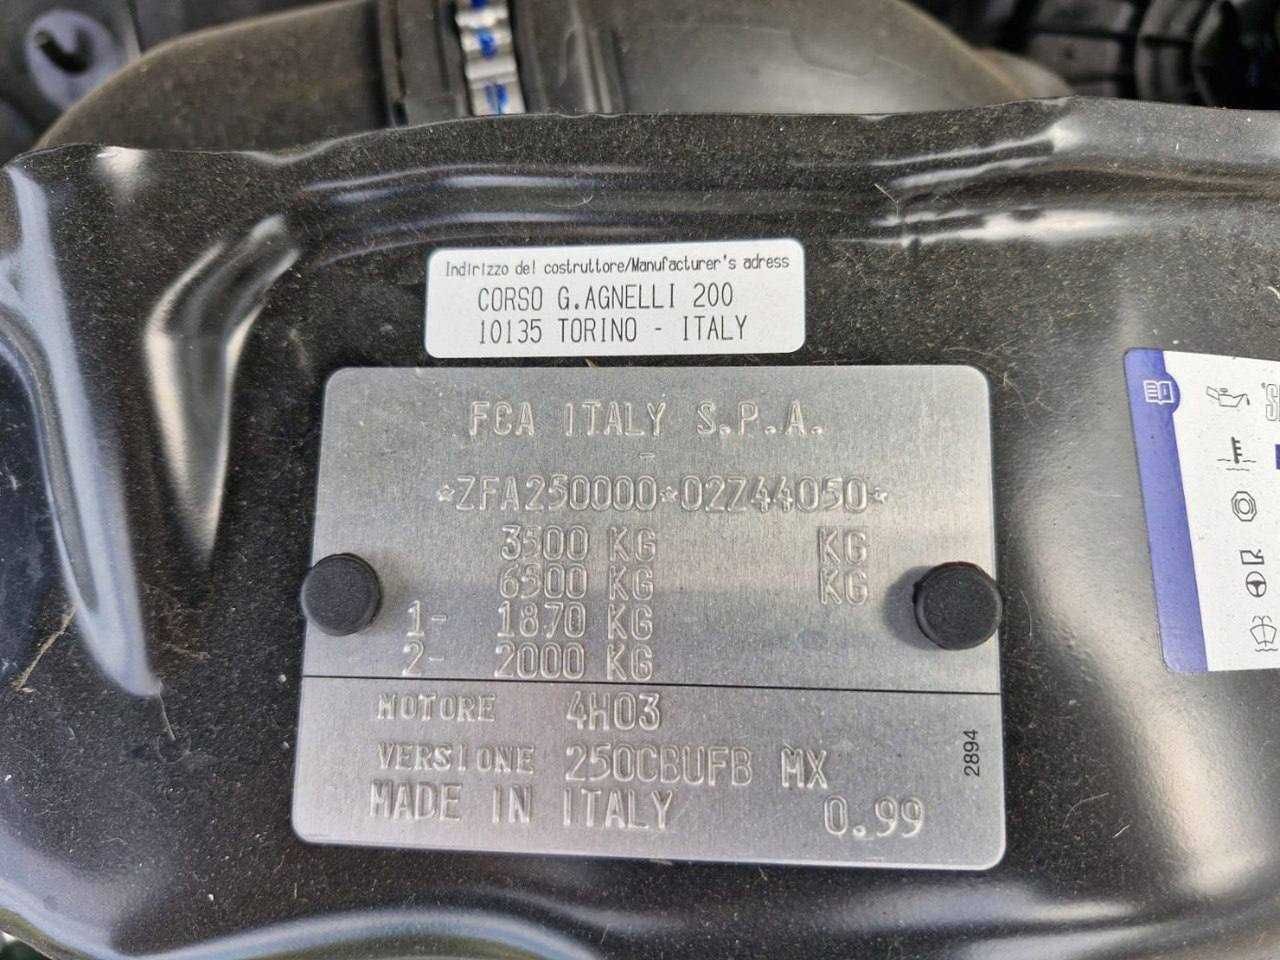 Indirizzo del costruttore/Manufacturer's adress
CORSO G.AGNELLI 200
10135 TORINO - ITALY
FCA ITALY S.P.A.
-
*ZFA250000*02Z44050*
3500 KG KG
6500 KG KG
1- 1870 KG
2- 2000 KG
MOTORE 4H03
VERSIONE 250CBUFB MX
MADE IN ITALY 0.99
2894